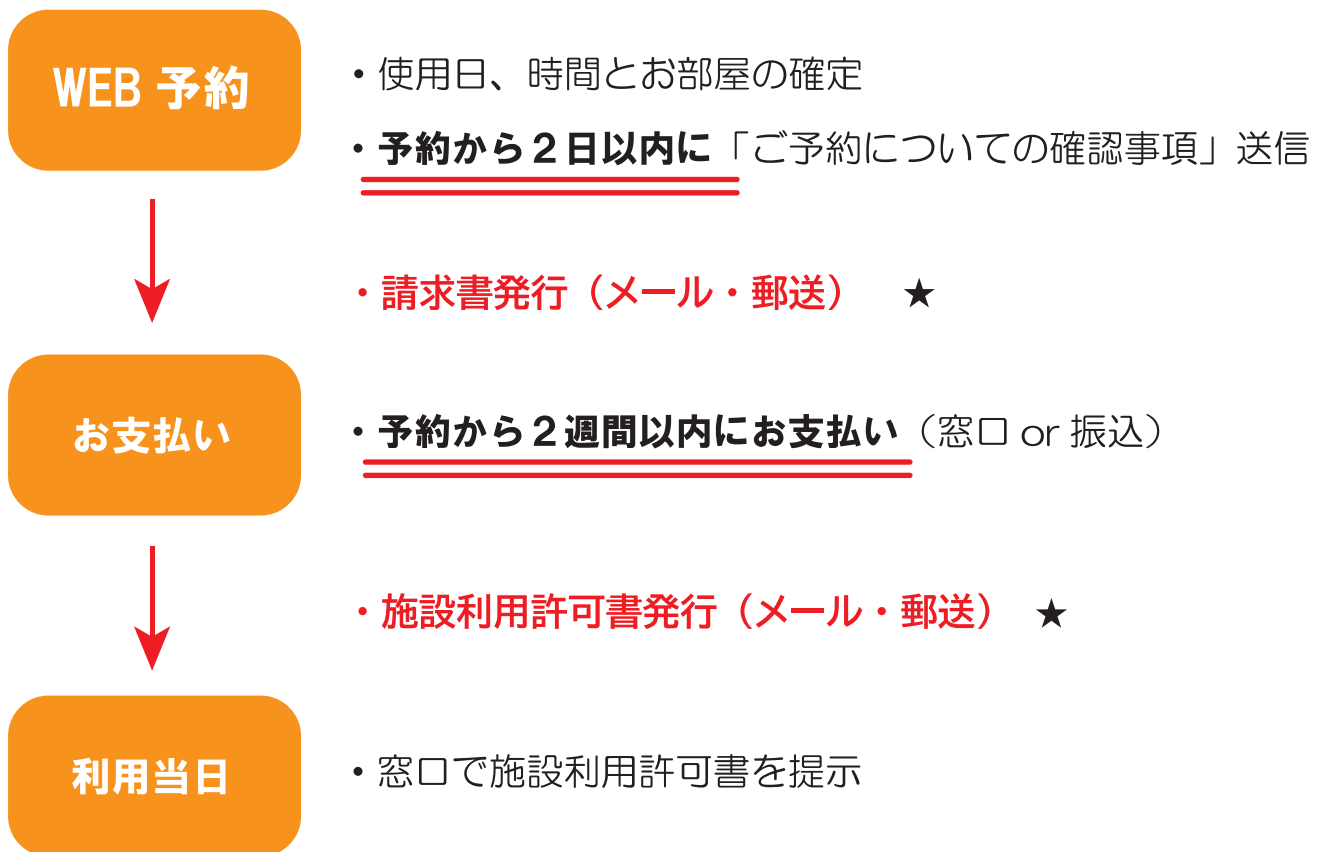 WEB 予約
・使用日、時間とお部屋の確定
・予約から２日以内に「ご予約についての確認事項」送信
・請求書発行（メール・郵送） ★
お支払い
・予約から２週間以内にお支払い（窓口 or 振込）
・施設利用許可書発行（メール・郵送） ★
利用当日
・窓口で施設利用許可書を提示